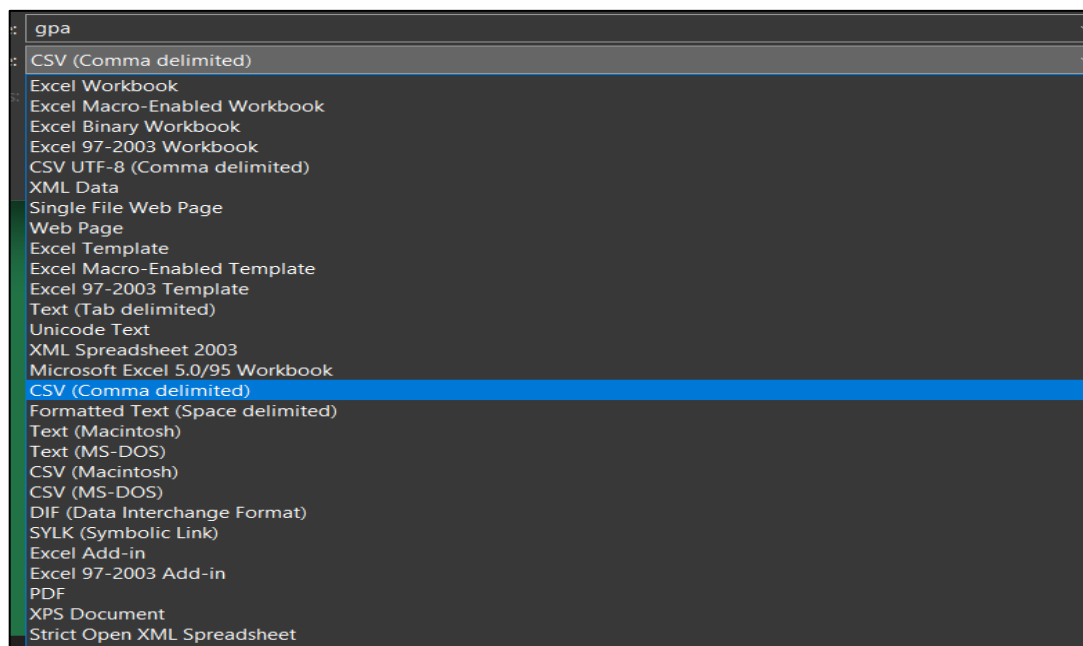 gpa
CSV (Comma delimited)
Excel Workbook
Excel Macro-Enabled Workbook
Excel Binary Workbook
Excel 97-2003 Workbook
CSV UTF-8 (Comma delimited)
XML Data
Single File Web Page
Web Page
Excel Template
Excel Macro-Enabled Template
Excel 97-2003 Template
Text (Tab delimited)
Unicode Text
XML Spreadsheet 2003
Microsoft Excel 5.0/95 Workbook
CSV (Comma delimited)
Formatted Text (Space delimited)
Text (Macintosh)
Text (MS-DOS)
CSV (Macintosh)
CSV (MS-DOS)
DIF (Data Interchange Format)
SYLK (Symbolic Link)
Excel Add-in
Excel 97-2003 Add-in
PDF
XPS Document
Strict Open XML Spreadsheet